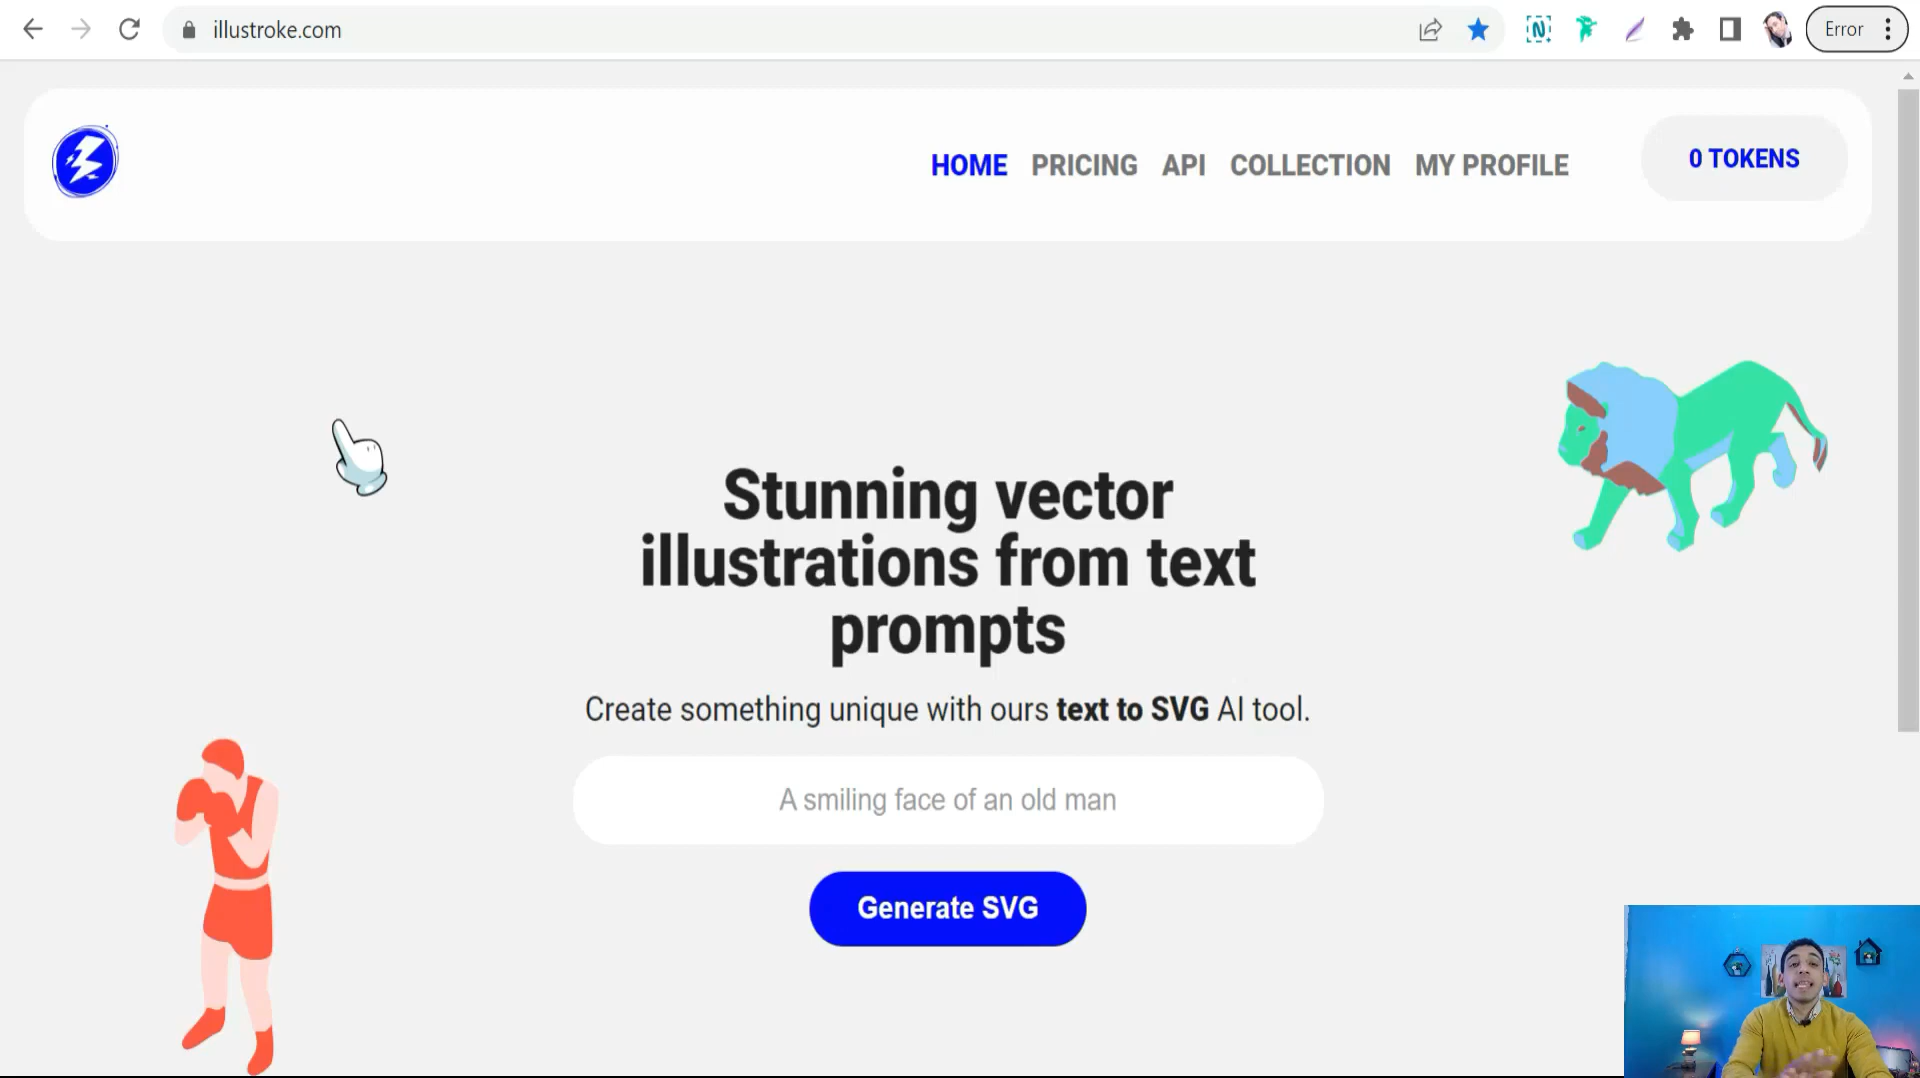 illustroke.com
Error
HOME PRICING API COLLECTION MY PROFILE
0 TOKENS
Stunning vector
illustrations from text
prompts
Create something unique with ours text to SVG AI tool.
A smiling face of an old man
Generate SVG